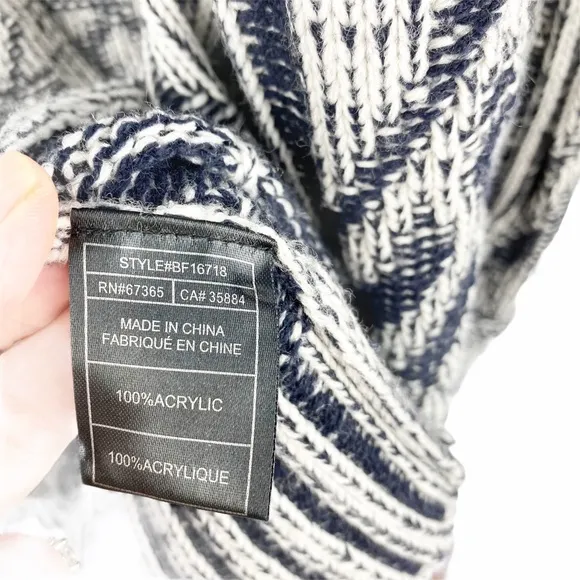 STYLE#BF16718
RN#67365 CA# 35884
MADE IN CHINA
FABRIQUÉ EN CHINE
100%ACRYLIC
100%ACRYLIQUE